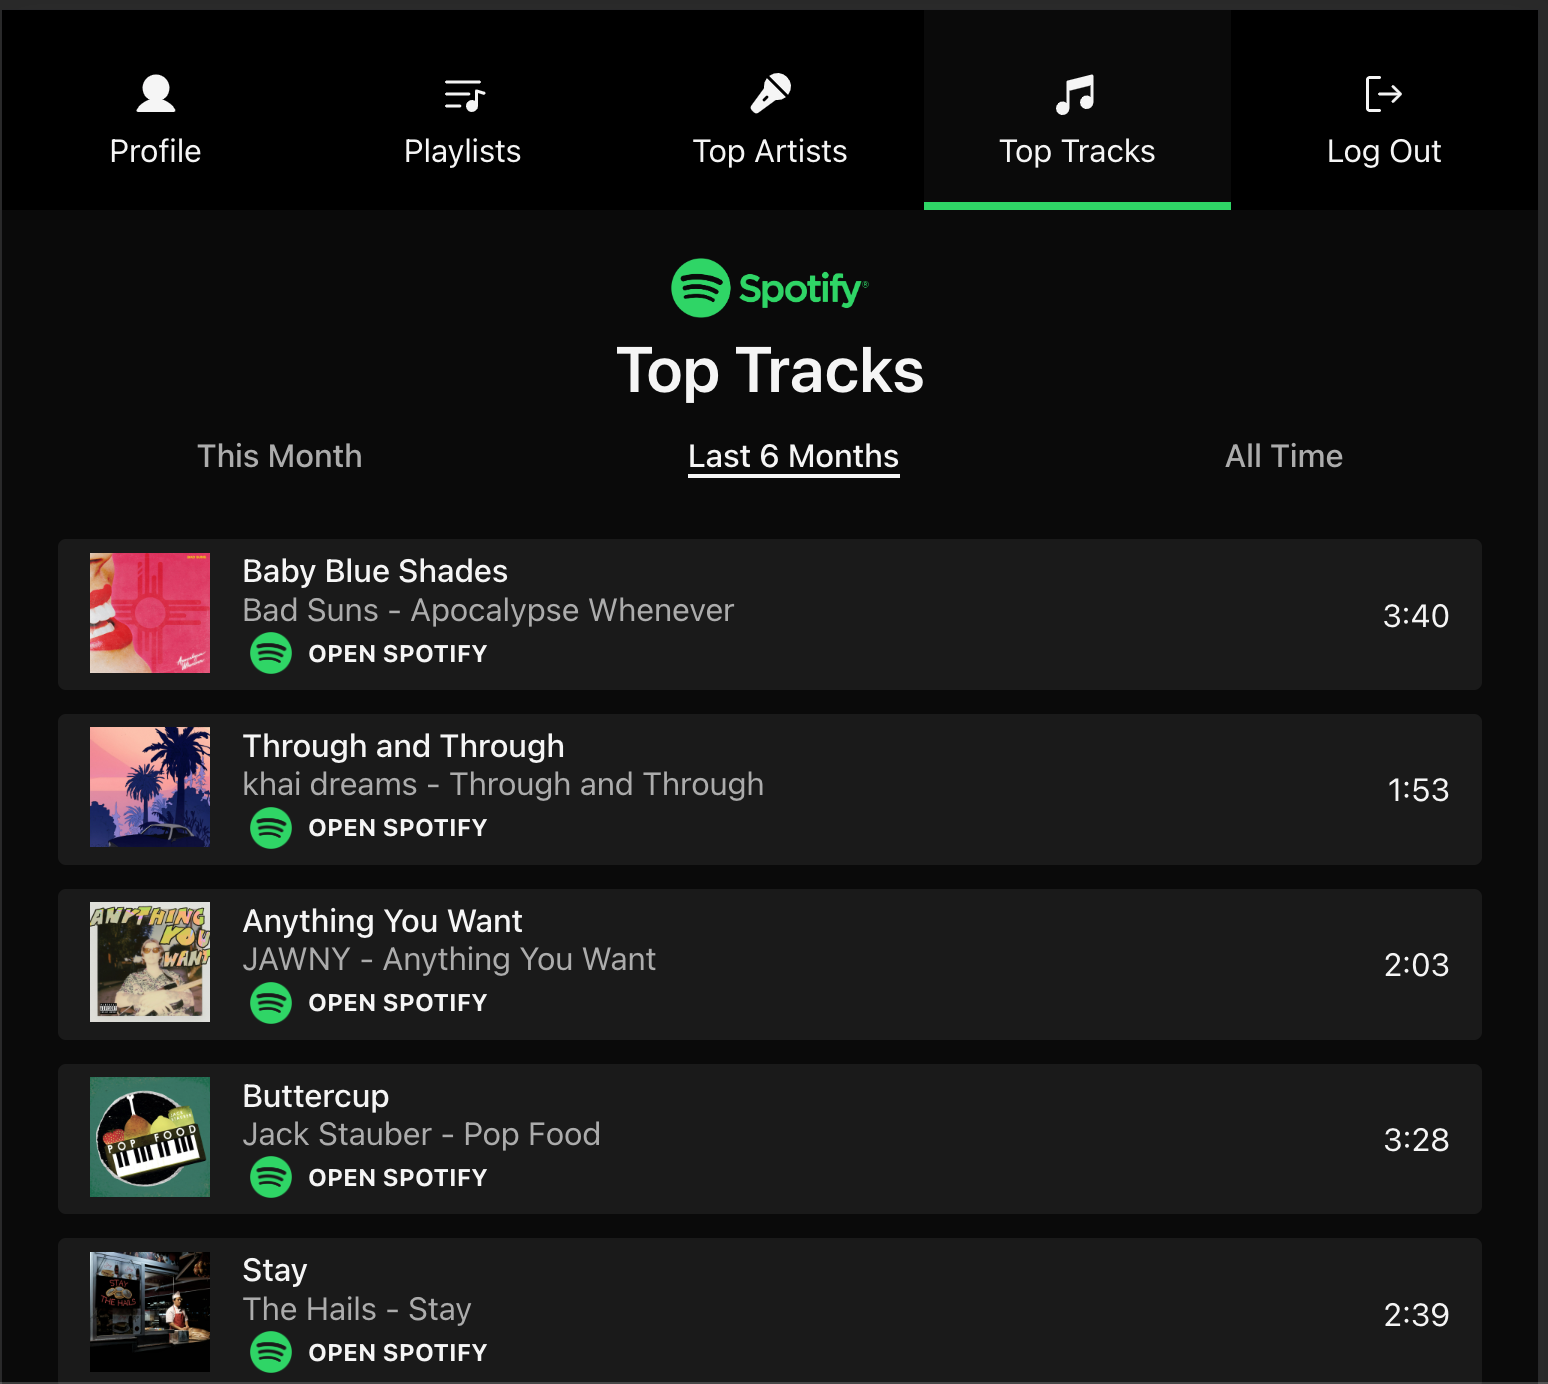 Profile
Playlists
Top Artists
Top Tracks
Log Out
Spotify®
Top Tracks
This Month
Last 6 Months
All Time
Baby Blue Shades
Bad Suns - Apocalypse Whenever
OPEN SPOTIFY
3:40
Through and Through
khai dreams - Through and Through
OPEN SPOTIFY
1:53
ANYTHING
YOU
WANT
Anything You Want
JAWNY - Anything You Want
OPEN SPOTIFY
2:03
POP FOOD
Buttercup
Jack Stauber - Pop Food
OPEN SPOTIFY
3:28
STAY
THE HAILS
Stay
The Hails - Stay
OPEN SPOTIFY
2:39